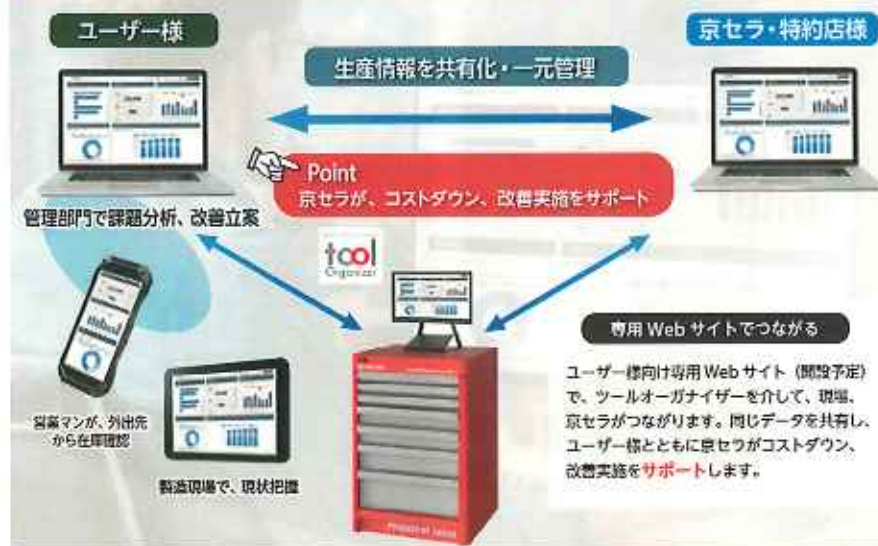 ユーザー様
京セラ・特約店様
生産情報を共有化・一元管理
Point
京セラが、コストダウン、改善実施をサポート
管理部門で課題分析、改善立案
tool
Organizer
専用 Web サイトでつながる
ユーザー様向け専用 Web サイト（開設予定）
で、ツールオーガナイザーを介して、現場、
京セラがつながります。同じデータを共有し、
ユーザー様とともに京セラがコストダウン、
改善実施をサポートします。
営業マンが、外出先
から在庫確認
製造現場で、現状把握